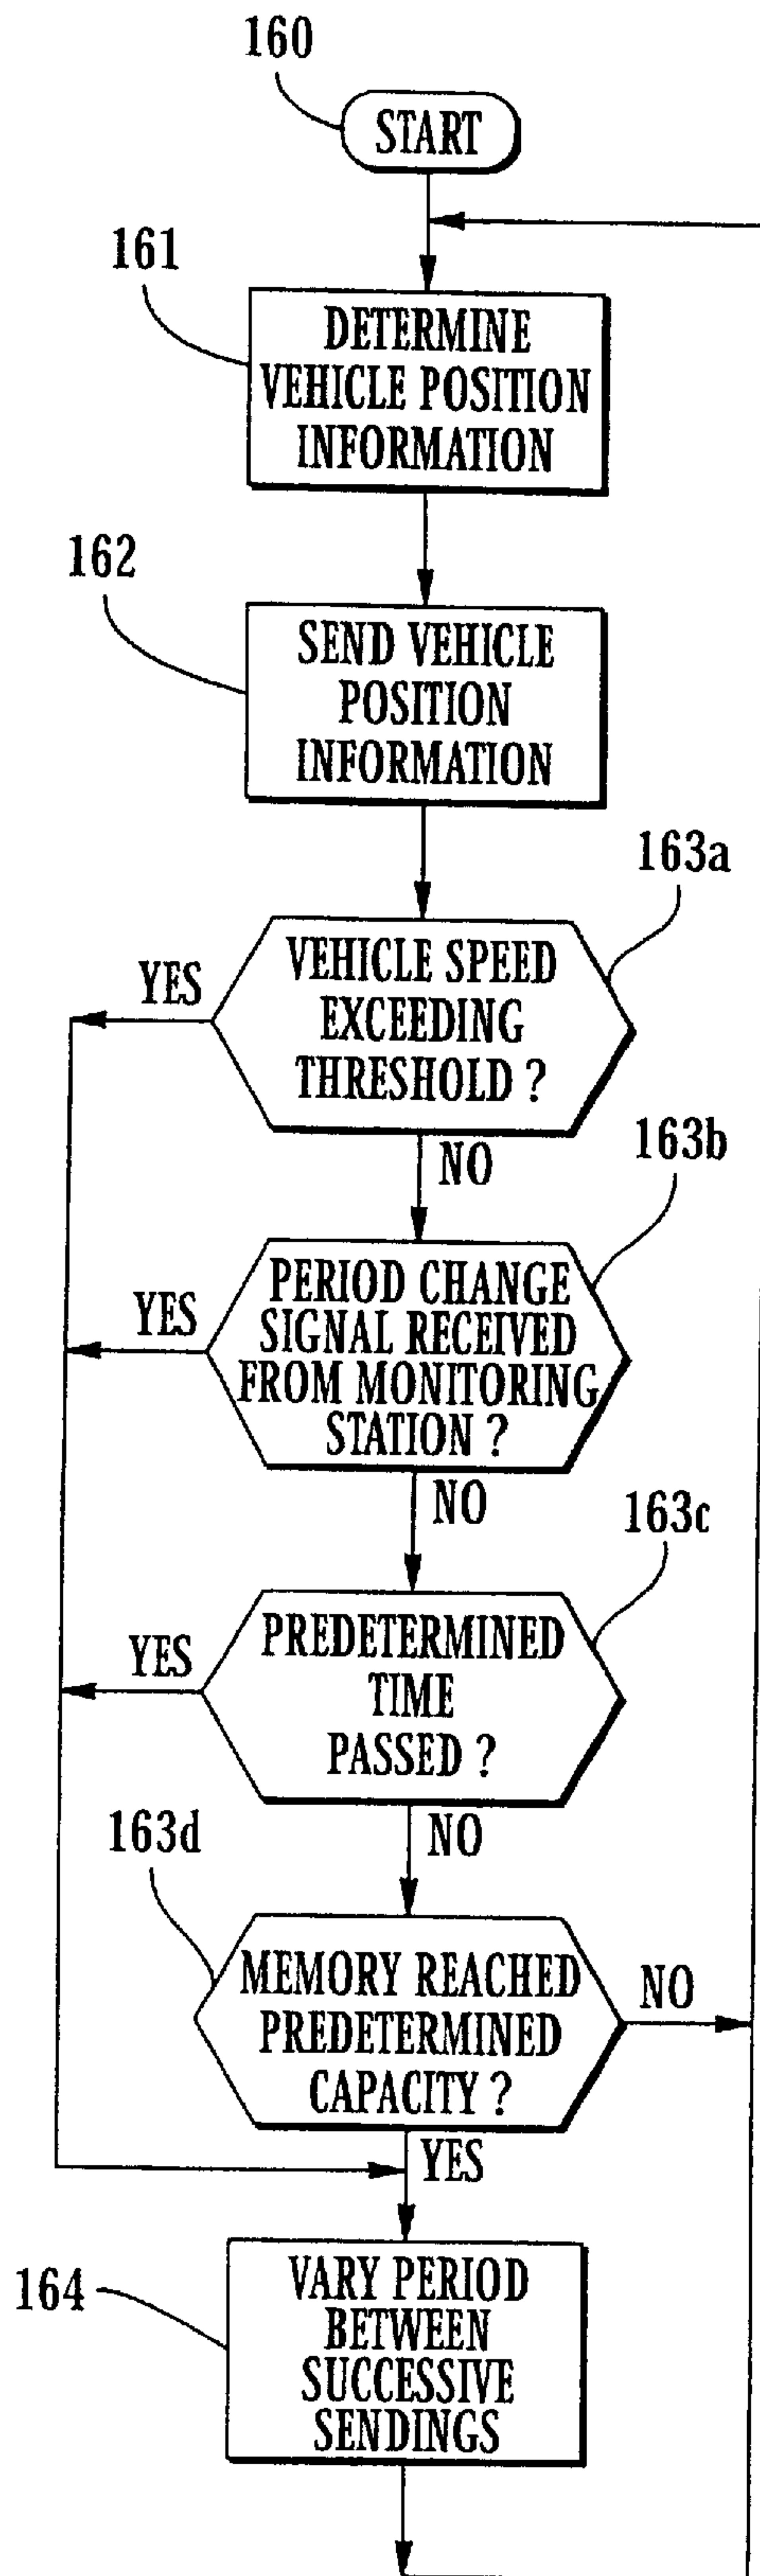 160
START
161
DETERMINE
VEHICLE POSITION
INFORMATION
162
SEND VEHICLE
POSITION
INFORMATION
163a
VEHICLE SPEED
EXCEEDING
THRESHOLD ?
YES
NO
163b
PERIOD CHANGE
SIGNAL RECEIVED
FROM MONITORING
STATION ?
YES
NO
163c
PREDETERMINED
TIME
PASSED ?
YES
NO
163d
MEMORY REACHED
PREDETERMINED
CAPACITY ?
NO
YES
164
VARY PERIOD
BETWEEN
SUCCESSIVE
SENDINGS